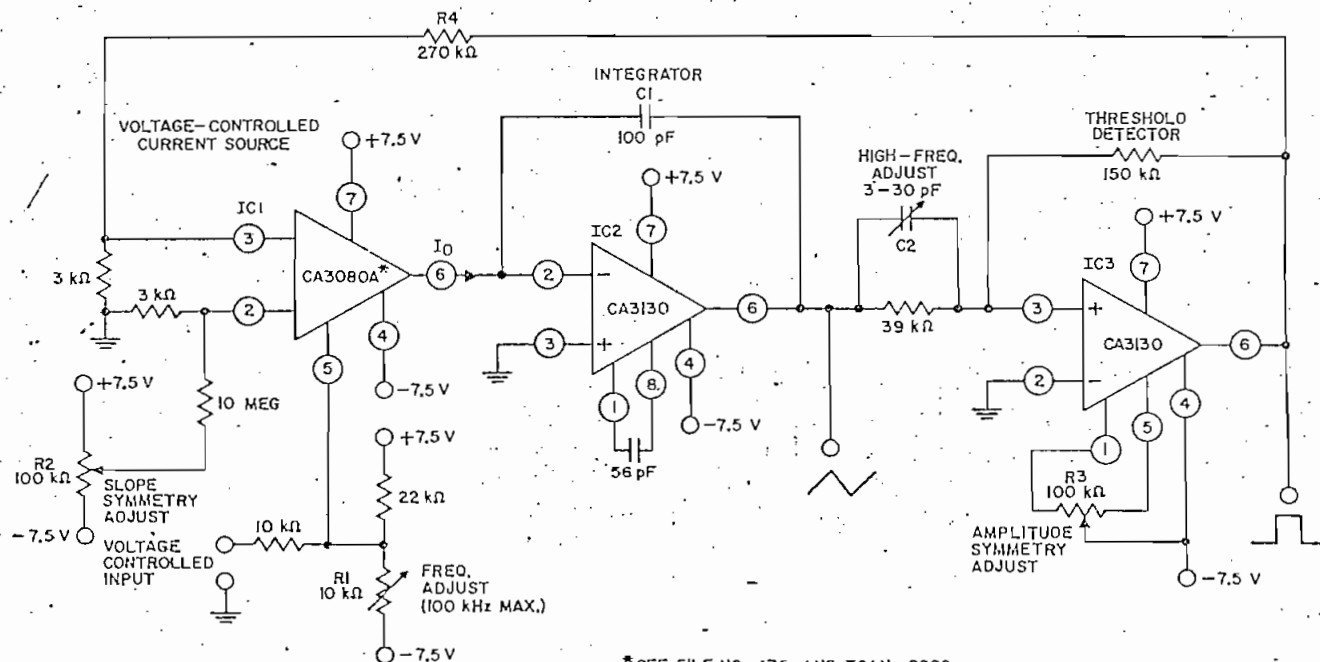 R4
270 kΩ
INTEGRATOR
C1
100 pF
VOLTAGE-CONTROLLED
CURRENT SOURCE
+7.5 V
7
IC1
3
3 kΩ
3 kΩ
2
CA3080A*
6
I0
4
-7.5 V
5
+7.5 V
R2
100 kΩ
SLOPE
SYMMETRY
ADJUST
-7.5 V
10 MEG
VOLTAGE
CONTROLLED
INPUT
10 kΩ
+7.5 V
22 kΩ
R1
10 kΩ
FREQ.
ADJUST
(100 kHz MAX.)
-7.5 V
+7.5 V
7
IC2
2
-
CA3130
+
3
6
1
8
4
56 pF
-7.5 V
HIGH-FREQ.
ADJUST
3-30 pF
C2
39 kΩ
THRESHOLD
DETECTOR
150 kΩ
+7.5 V
7
IC3
3
+
CA3130
-
2
6
4
5
1
R3
100 kΩ
AMPLITUDE
SYMMETRY
ADJUST
-7.5 V